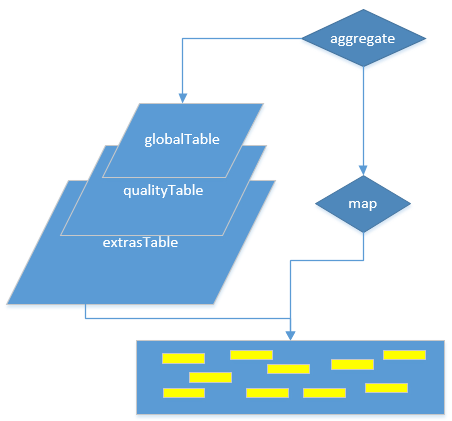 aggregate
globalTable
qualityTable
map
extrasTable